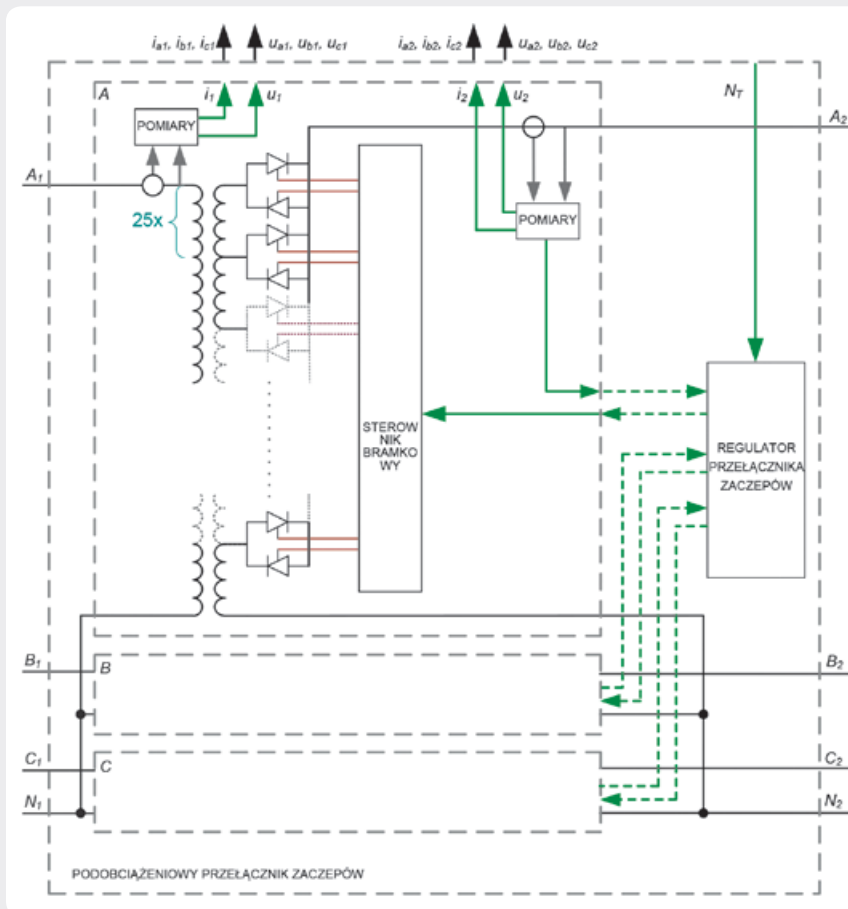 ia1, ib1, ic1
ua1, ub1, uc1
ia2, ib2, ic2
ua2, ub2, uc2
A
i1
u1
i2
u2
NT
POMIARY
A1
A2
25x
POMIARY
STEROW
NIK
BRAMKO
WY
REGULATOR
PRZEŁĄCZNIKA
ZACZEPÓW
B1
B
B2
C1
C
C2
N1
N2
PODOBCIĄŻENIOWY PRZEŁĄCZNIK ZACZEPÓW